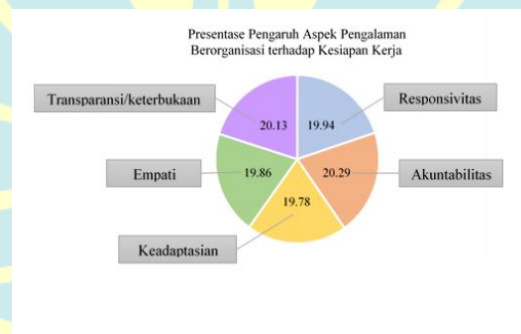 Presentase Pengaruh Aspek Pengalaman
Berorganisasi terhadap Kesiapan Kerja
Transparansi/keterbukaan
Responsivitas
20.13
19.94
Empati
19.86
20.29
Akuntabilitas
19.78
Keadaptasian